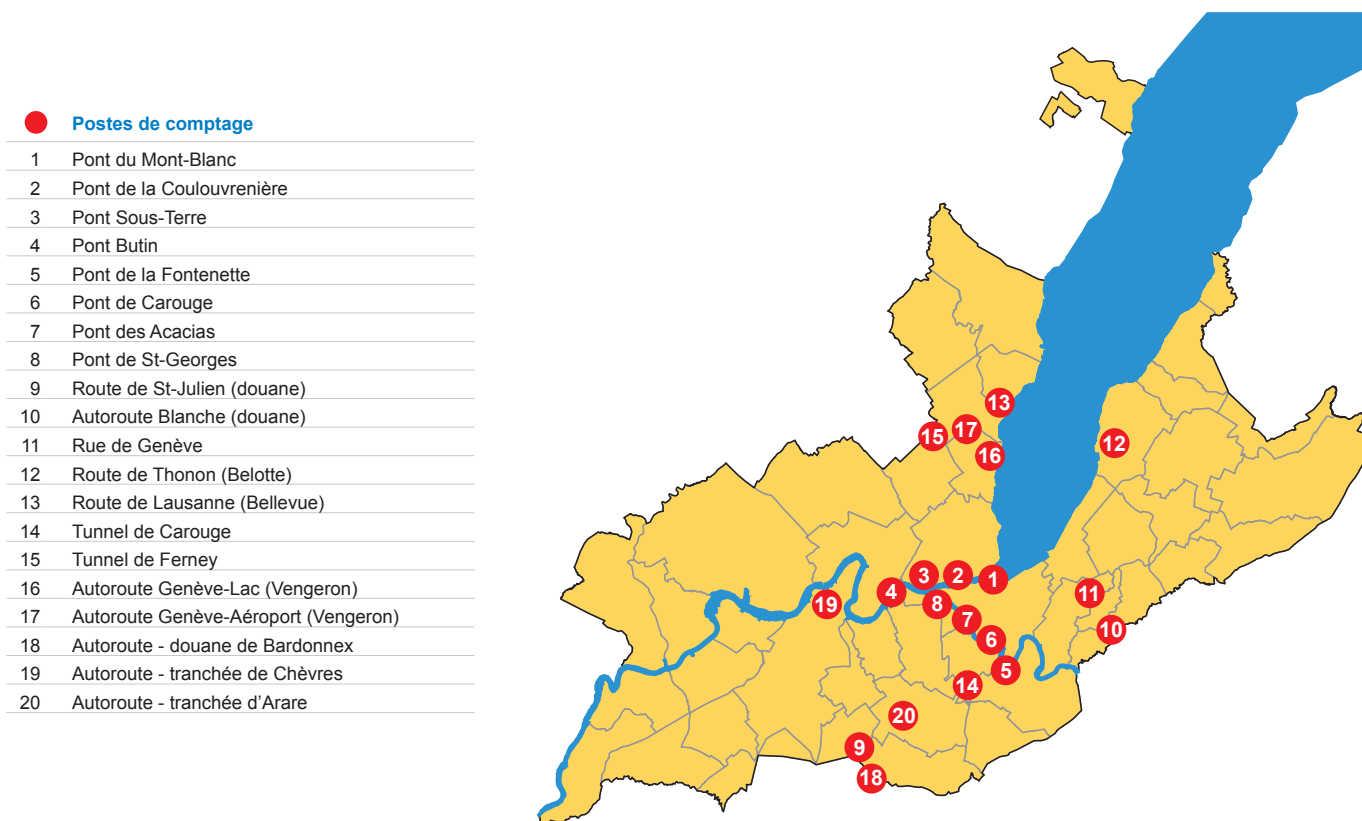 Postes de comptage
1 Pont du Mont-Blanc
2 Pont de la Coulouvrenière
3 Pont Sous-Terre
4 Pont Butin
5 Pont de la Fontenette
6 Pont de Carouge
7 Pont des Acacias
8 Pont de St-Georges
9 Route de St-Julien (douane)
10 Autoroute Blanche (douane)
11 Rue de Genève
12 Route de Thonon (Belotte)
13 Route de Lausanne (Bellevue)
14 Tunnel de Carouge
15 Tunnel de Ferney
16 Autoroute Genève-Lac (Vengeron)
17 Autoroute Genève-Aéroport (Vengeron)
18 Autoroute - douane de Bardonnex
19 Autoroute - tranchée de Chèvres
20 Autoroute - tranchée d'Arare
13
17
15
12
16
3
2
1
4
11
19
8
7
10
6
5
14
20
9
18